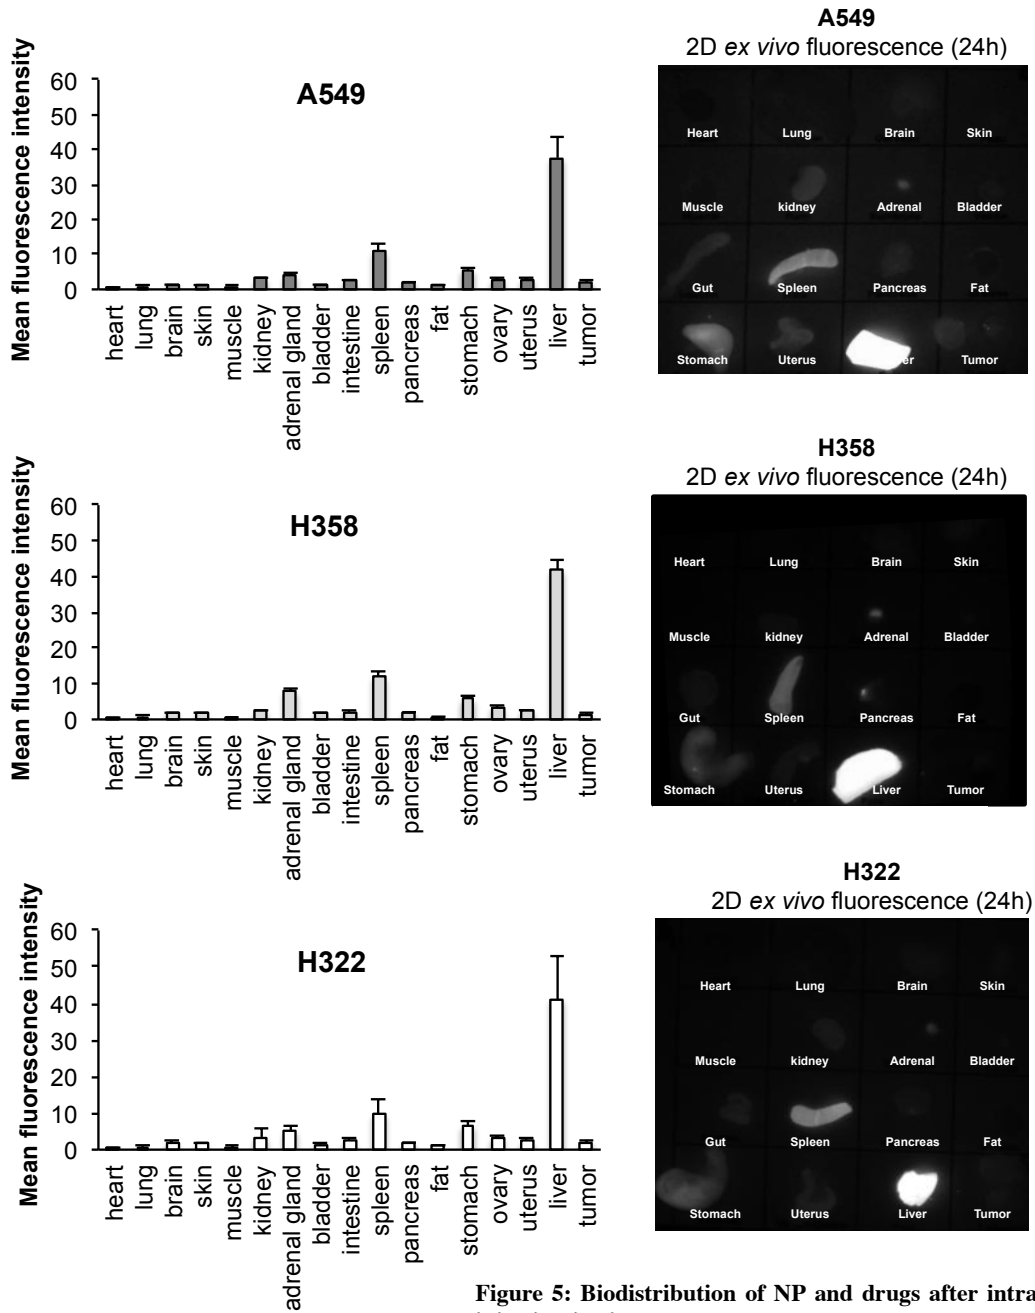 A549
2D ex vivo fluorescence (24h)
Mean fluorescence intensity
60
50
40
30
20
10
0
A549
heart
lung
brain
skin
muscle
kidney
adrenal gland
bladder
intestine
spleen
pancreas
fat
stomach
ovary
uterus
liver
tumor
Heart Lung Brain Skin
Muscle kidney Adrenal Bladder
Gut Spleen Pancreas Fat
Stomach Uterus er Tumor
H358
2D ex vivo fluorescence (24h)
Mean fluorescence intensity
60
50
40
30
20
10
0
H358
heart
lung
brain
skin
muscle
kidney
adrenal gland
bladder
intestine
spleen
pancreas
fat
stomach
ovary
uterus
liver
tumor
Heart Lung Brain Skin
Muscle kidney Adrenal Bladder
Gut Spleen Pancreas Fat
Stomach Uterus Liver Tumor
H322
2D ex vivo fluorescence (24h)
Mean fluorescence intensity
60
50
40
30
20
10
0
H322
heart
lung
brain
skin
muscle
kidney
adrenal gland
bladder
intestine
spleen
pancreas
fat
stomach
ovary
uterus
liver
tumor
Heart Lung Brain Skin
Muscle kidney Adrenal Bladder
Gut Spleen Pancreas Fat
Stomach Uterus Liver Tumor
Figure 5: Biodistribution of NP and drugs after intra